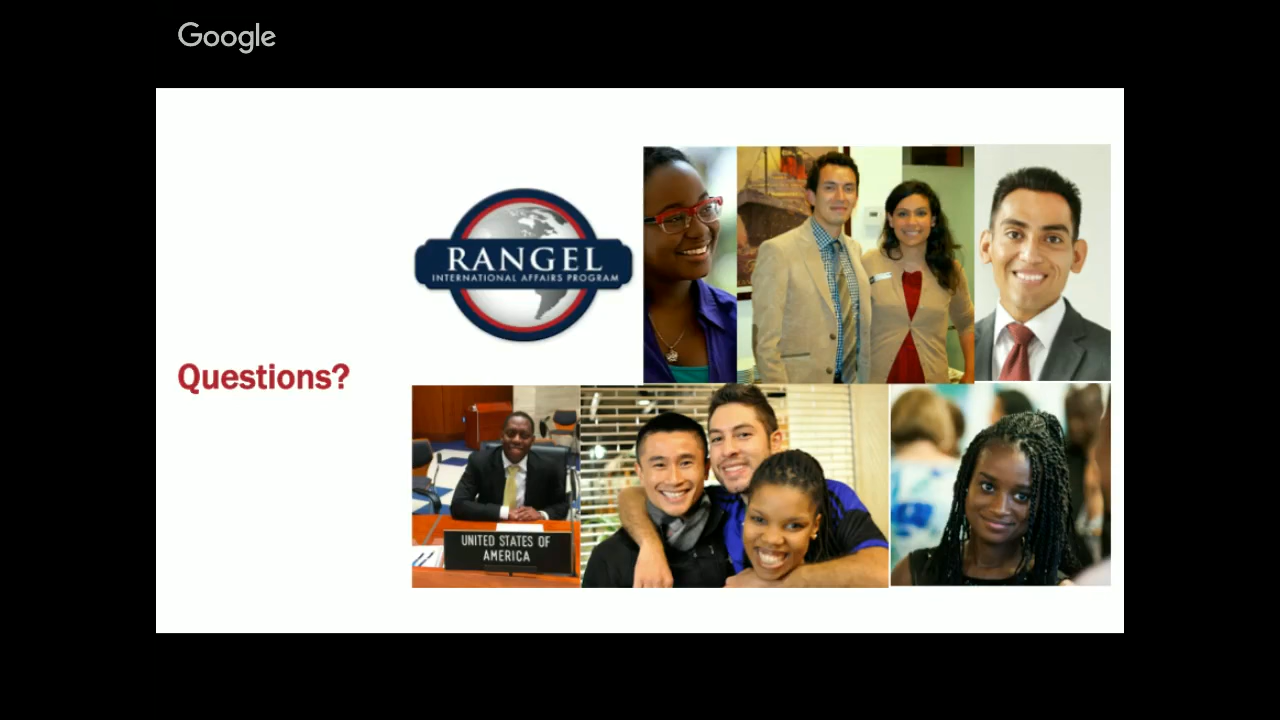 Google
RANGEL
INTERNATIONAL AFFAIRS PROGRAM
Questions?
UNITED STATES OF
AMERICA